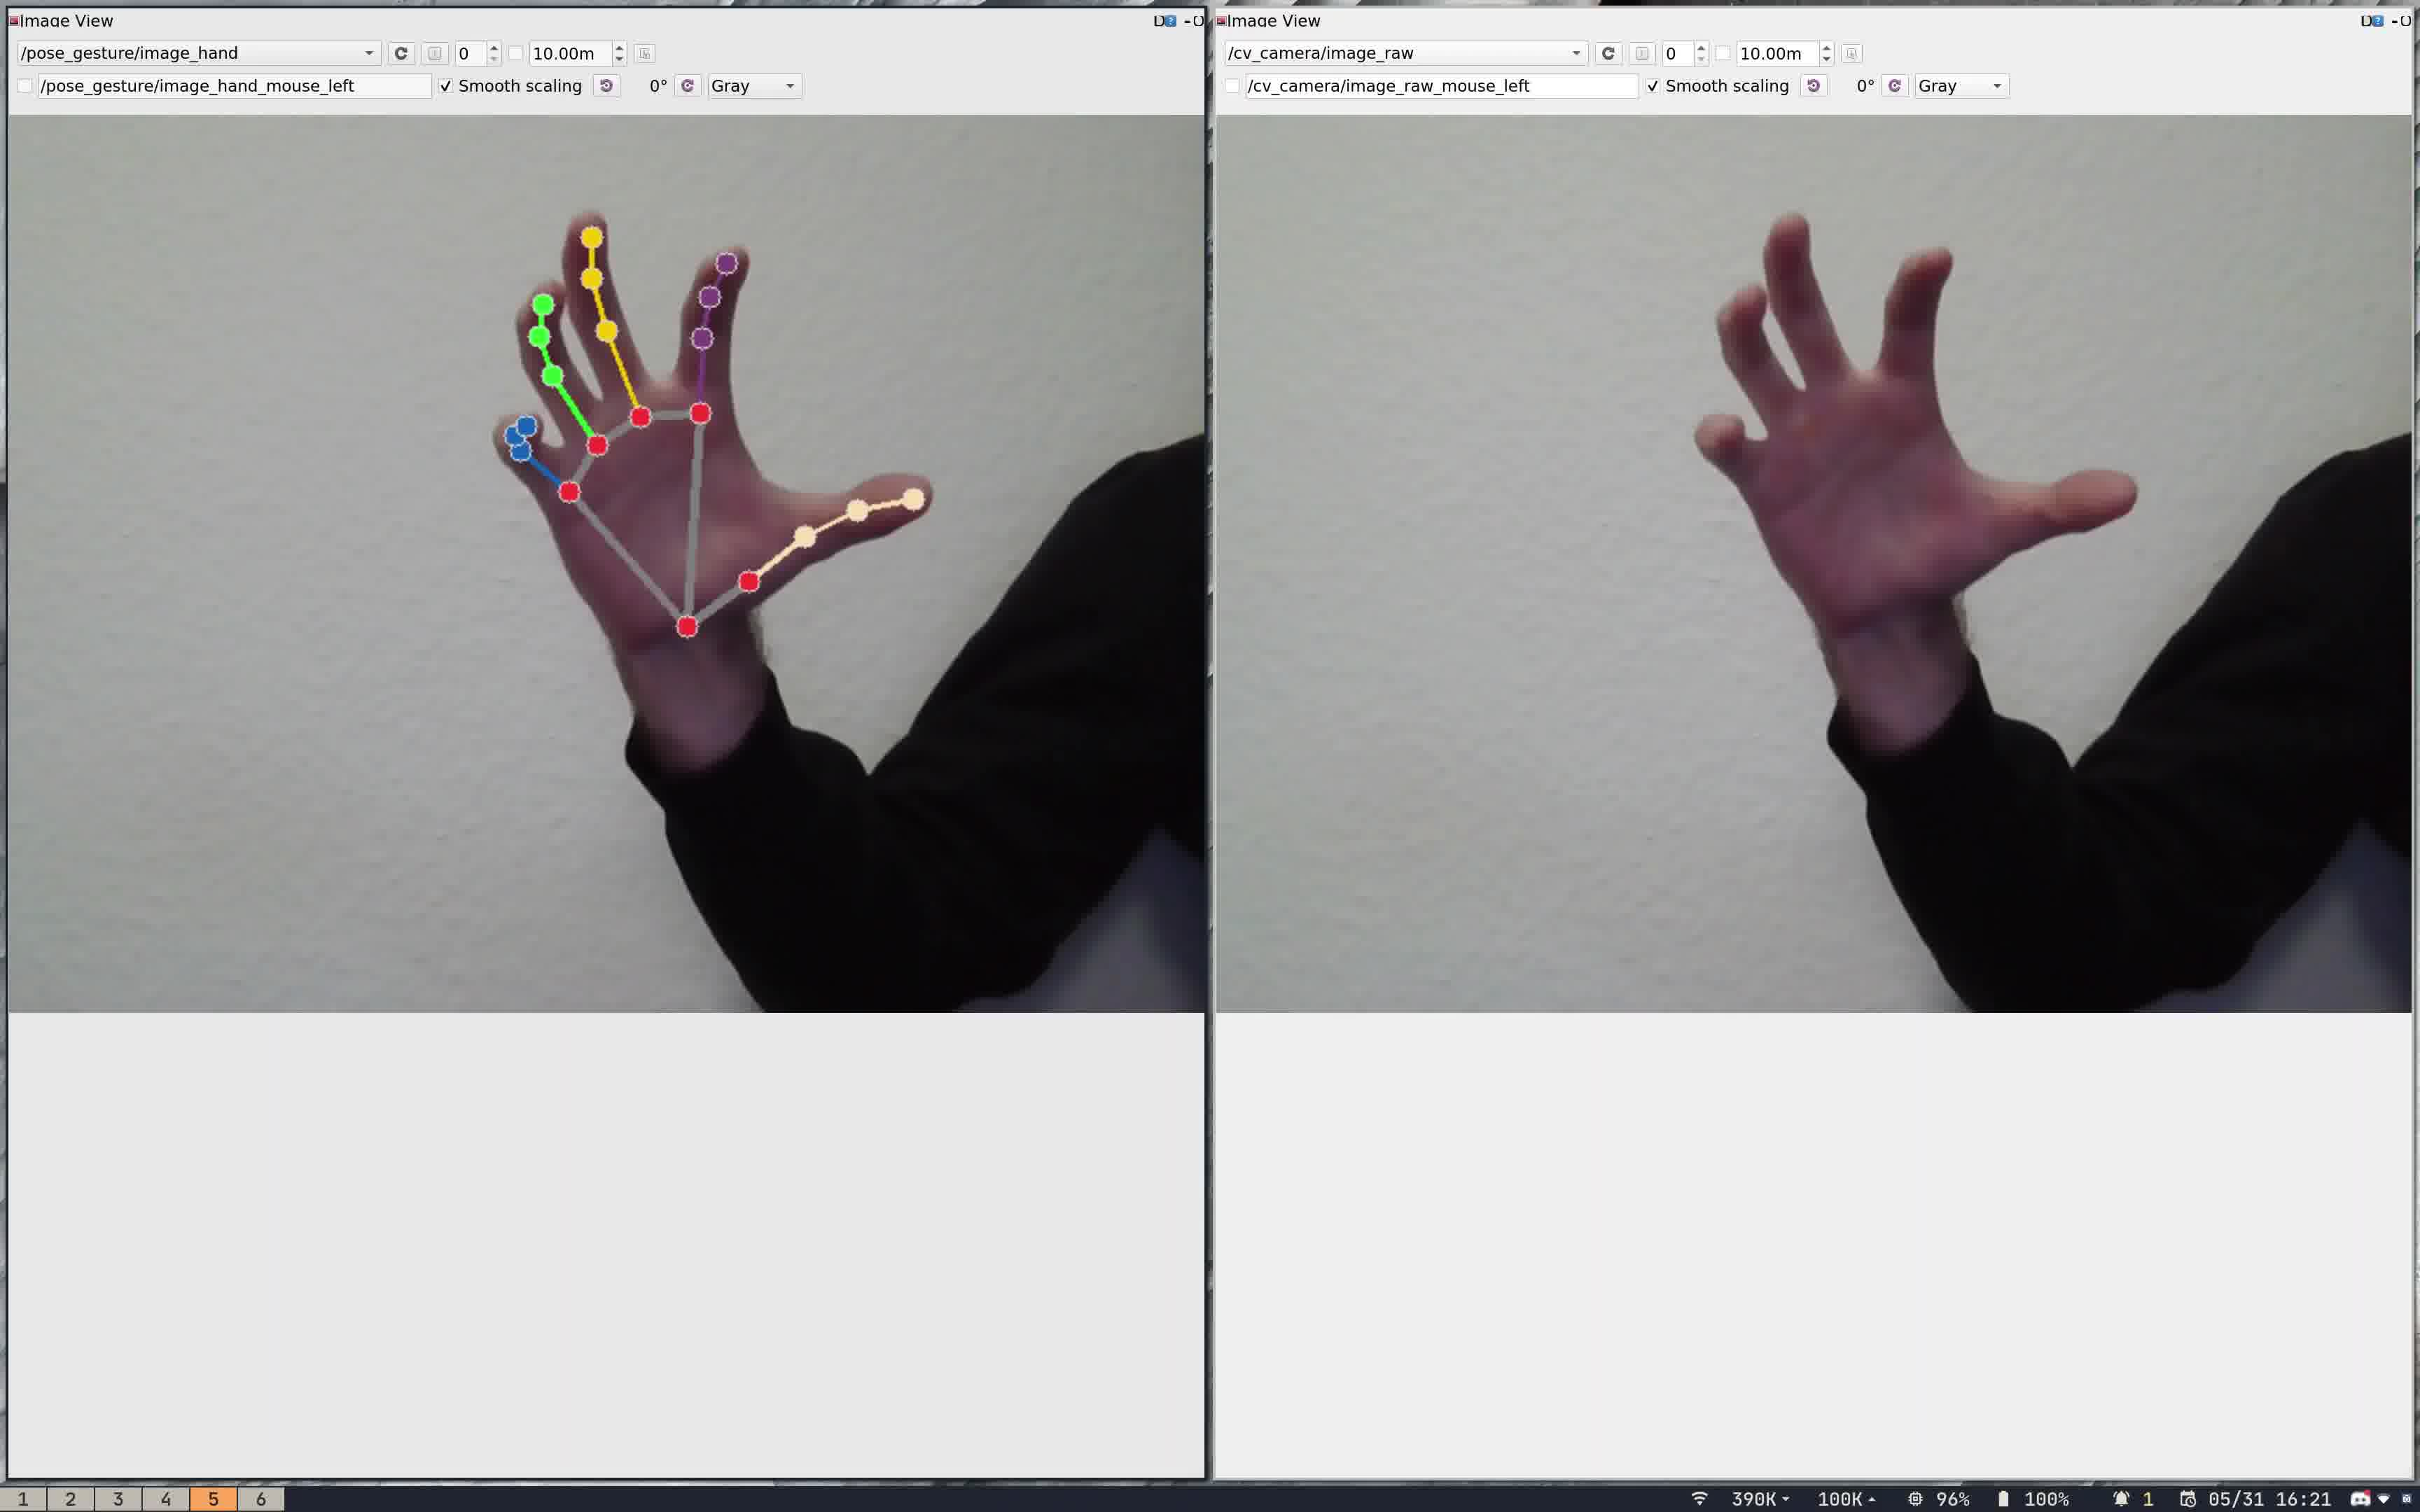 Image View
/pose_gesture/image_hand 0 10.00m
/pose_gesture/image_hand_mouse_left Smooth scaling 0° Gray
Image View
/cv_camera/image_raw 0 10.00m
/cv_camera/image_raw_mouse_left Smooth scaling 0° Gray
1 2 3 4 5 6 390K 100K 96% 100% 1 05/31 16:21